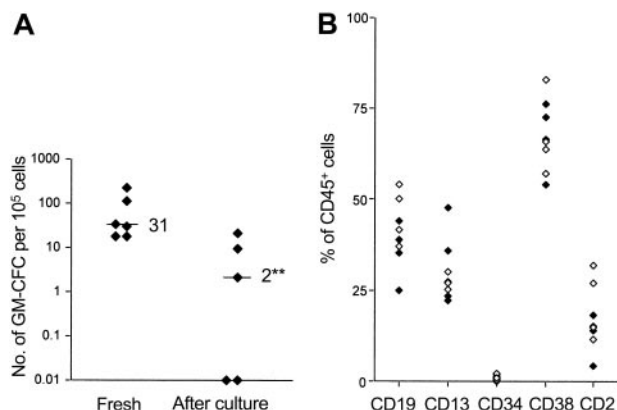 A
No. of GM-CFC per 10⁵ cells
1000
100
10
1
0.1
0.01
31
2**
Fresh After culture
B
% of CD45⁺ cells
100
75
50
25
0
CD19 CD13 CD34 CD38 CD2